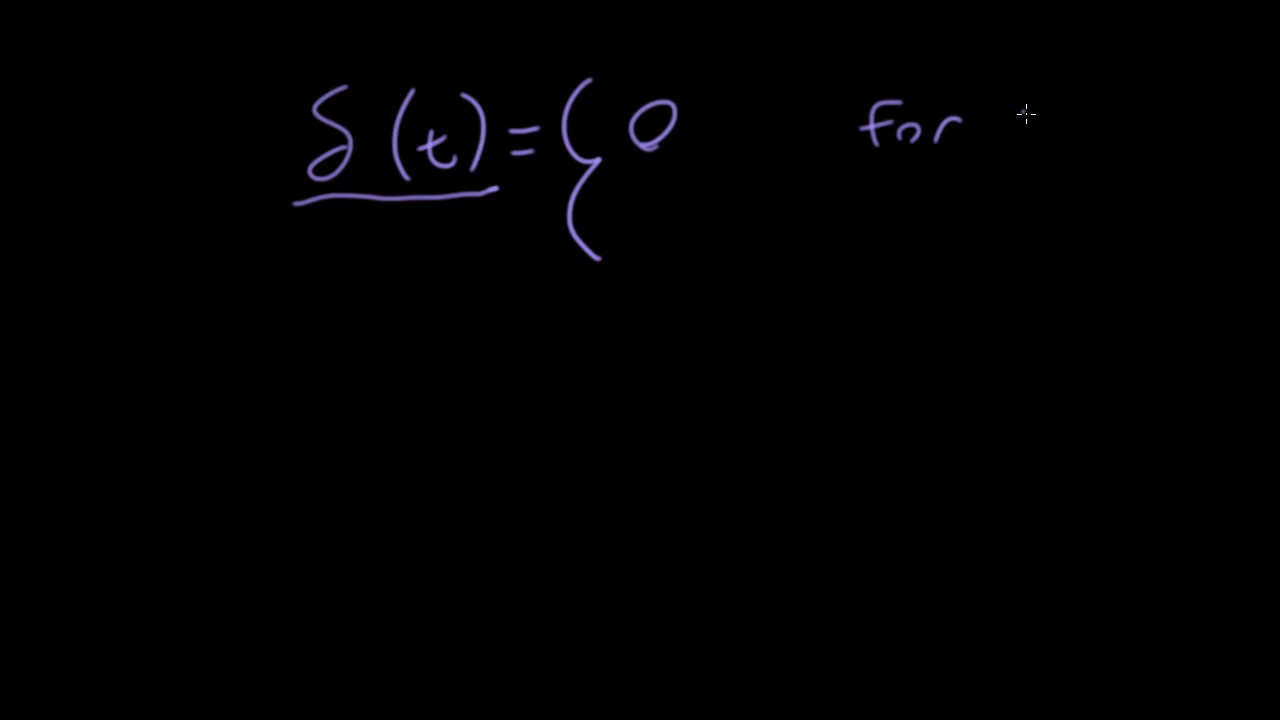 δ(t) = { 0 for